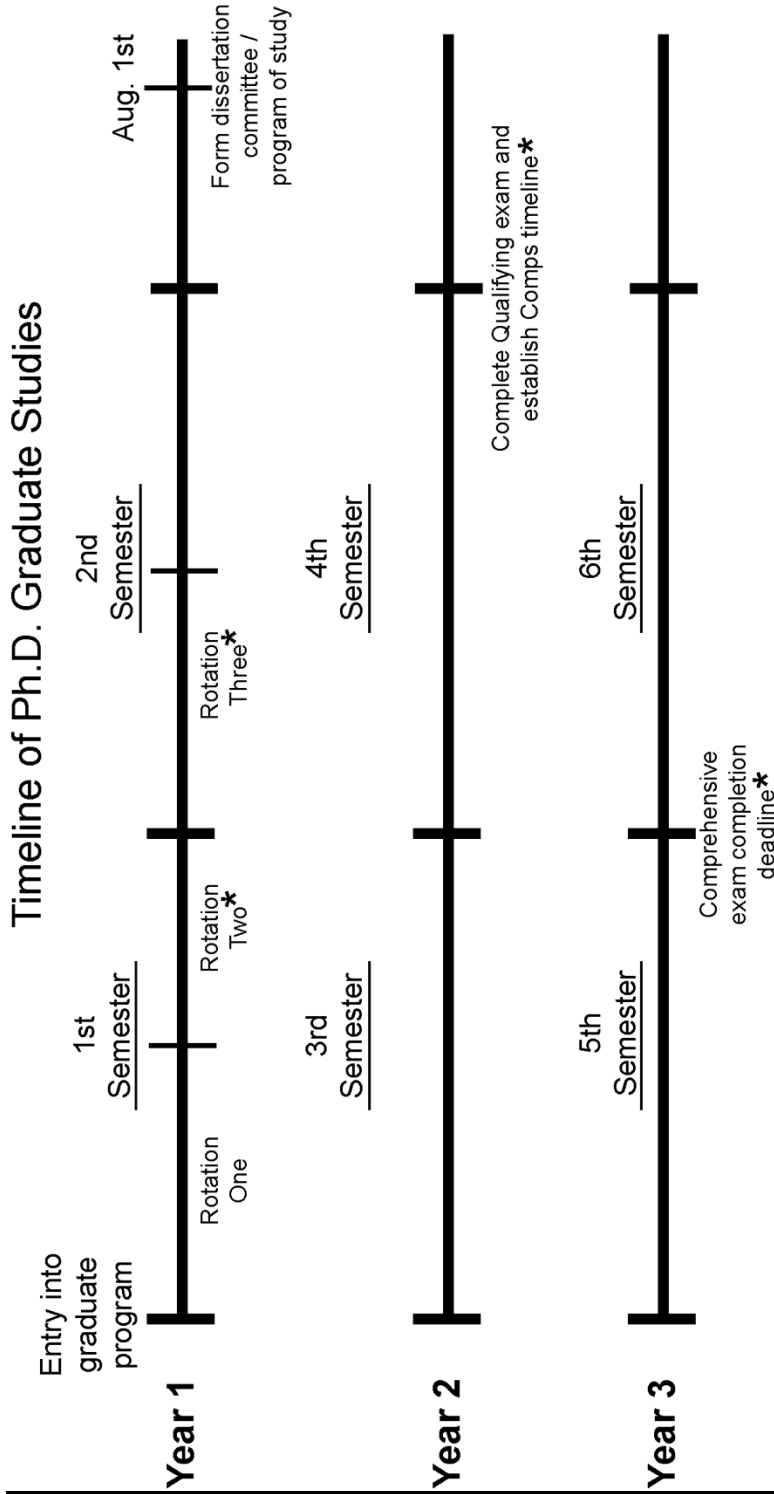 Timeline of Ph.D. Graduate Studies
Entry into
graduate
program
1st
Semester
2nd
Semester
Aug. 1st
Year 1
Rotation
One
Rotation
Two*
Rotation
Three*
Form dissertation
committee /
program of study
3rd
Semester
4th
Semester
Year 2
Complete Qualifying exam and
establish Comps timeline*
5th
Semester
6th
Semester
Year 3
Comprehensive
exam completion
deadline*